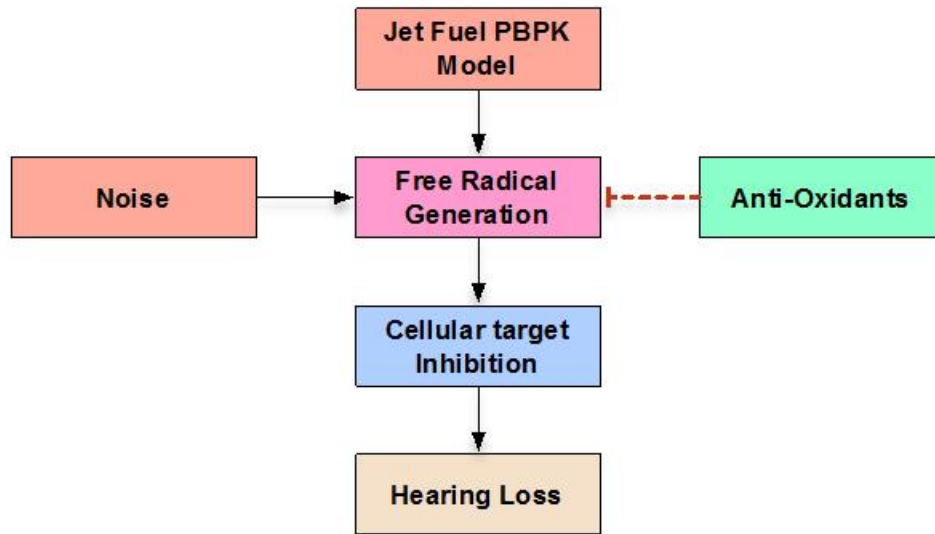 Jet Fuel PBPK
Model
Noise
Free Radical
Generation
Anti-Oxidants
Cellular target
Inhibition
Hearing Loss